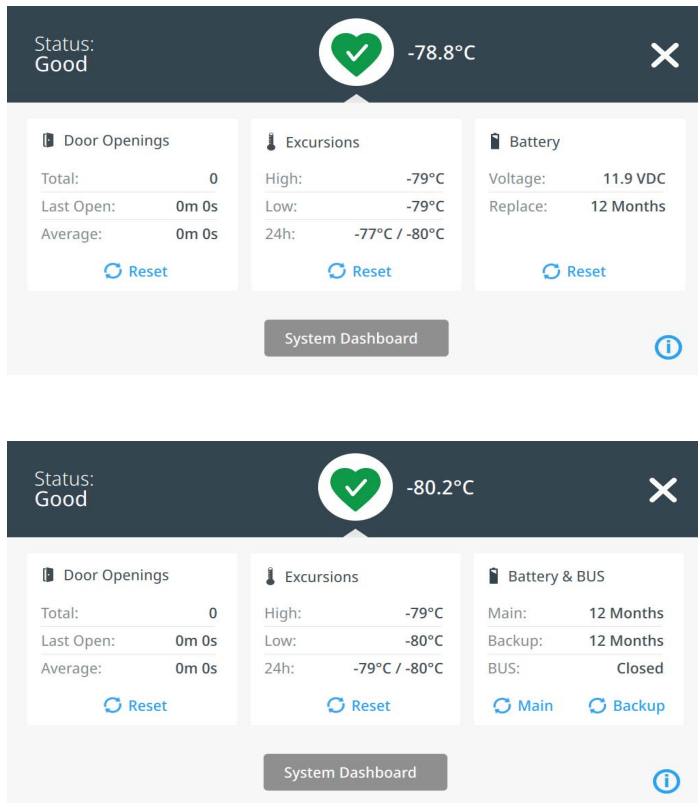 Status:
Good
-78.8°C
Door Openings
Total: 0
Last Open: 0m 0s
Average: 0m 0s
Reset
Excursions
High: -79°C
Low: -79°C
24h: -77°C / -80°C
Reset
Battery
Voltage: 11.9 VDC
Replace: 12 Months
Reset
System Dashboard
Status:
Good
-80.2°C
Door Openings
Total: 0
Last Open: 0m 0s
Average: 0m 0s
Reset
Excursions
High: -79°C
Low: -80°C
24h: -79°C / -80°C
Reset
Battery & BUS
Main: 12 Months
Backup: 12 Months
BUS: Closed
Main Backup
System Dashboard